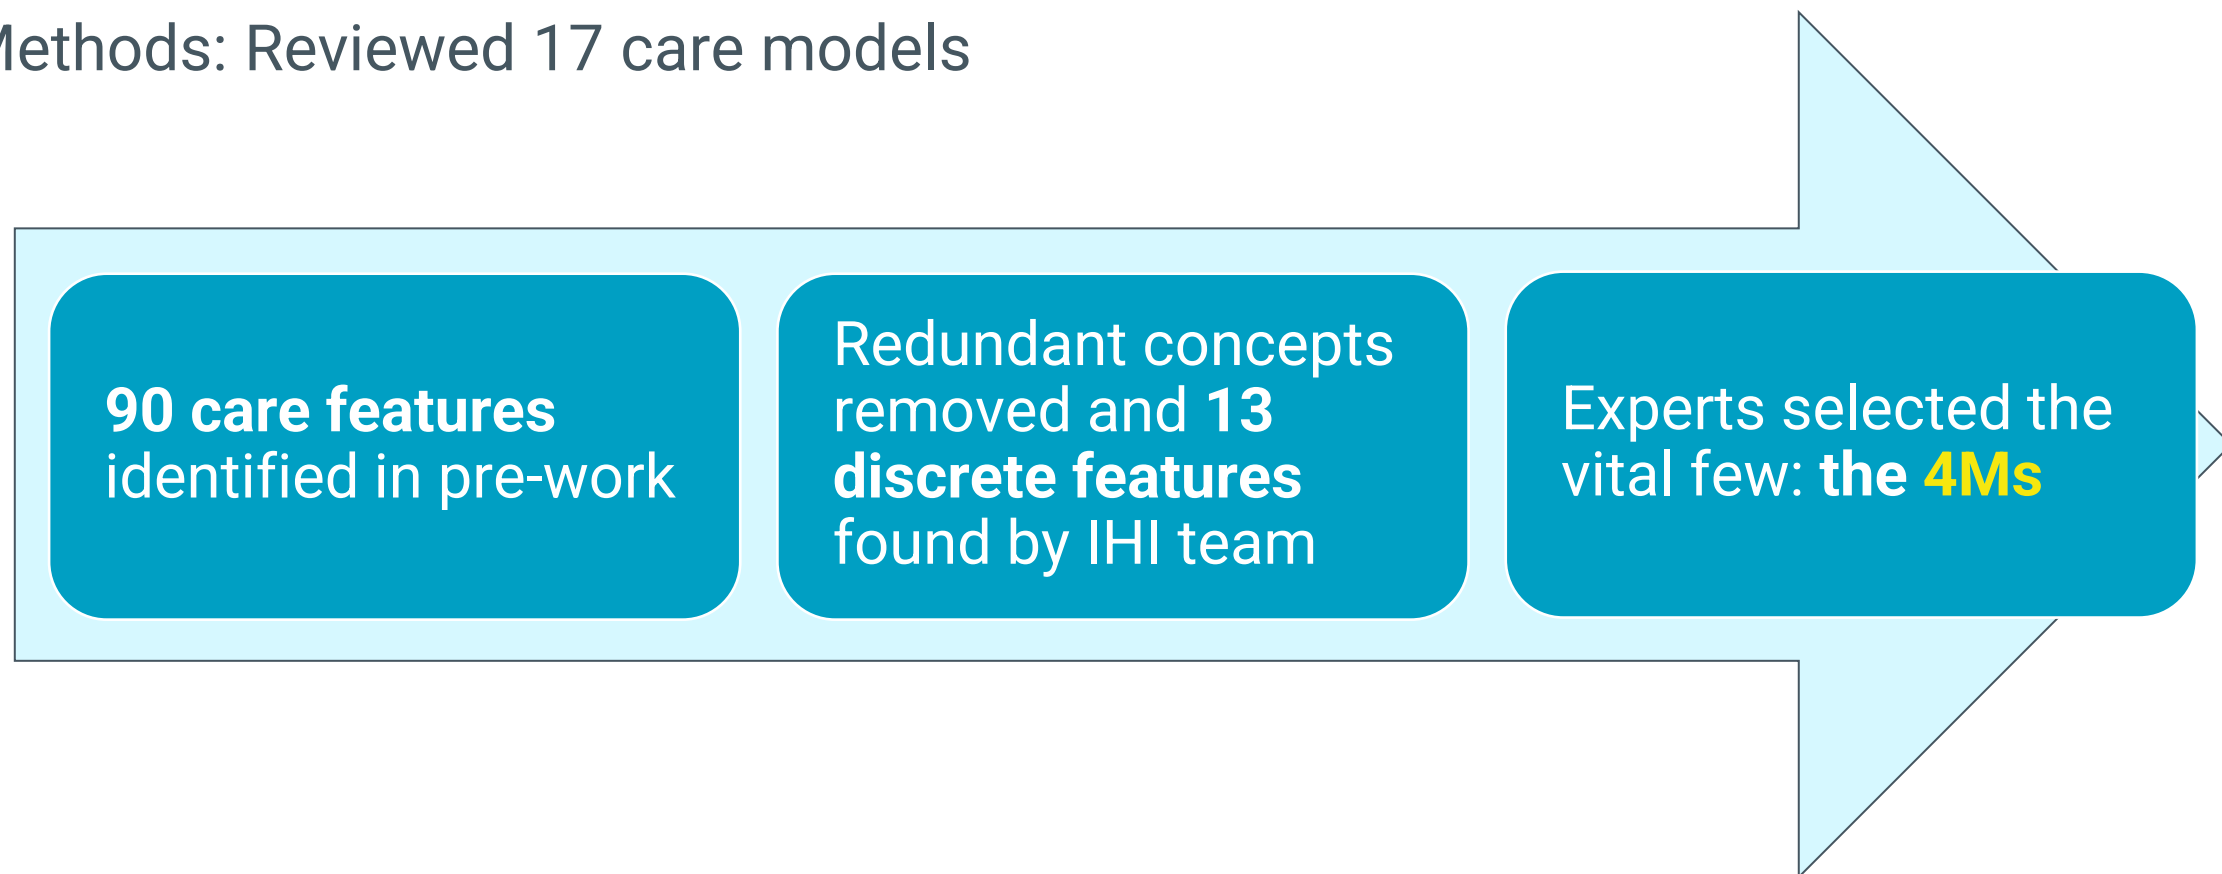 Methods: Reviewed 17 care models
90 care features
identified in pre-work
Redundant concepts
removed and 13
discrete features
found by IHI team
Experts selected the
vital few: the 4Ms